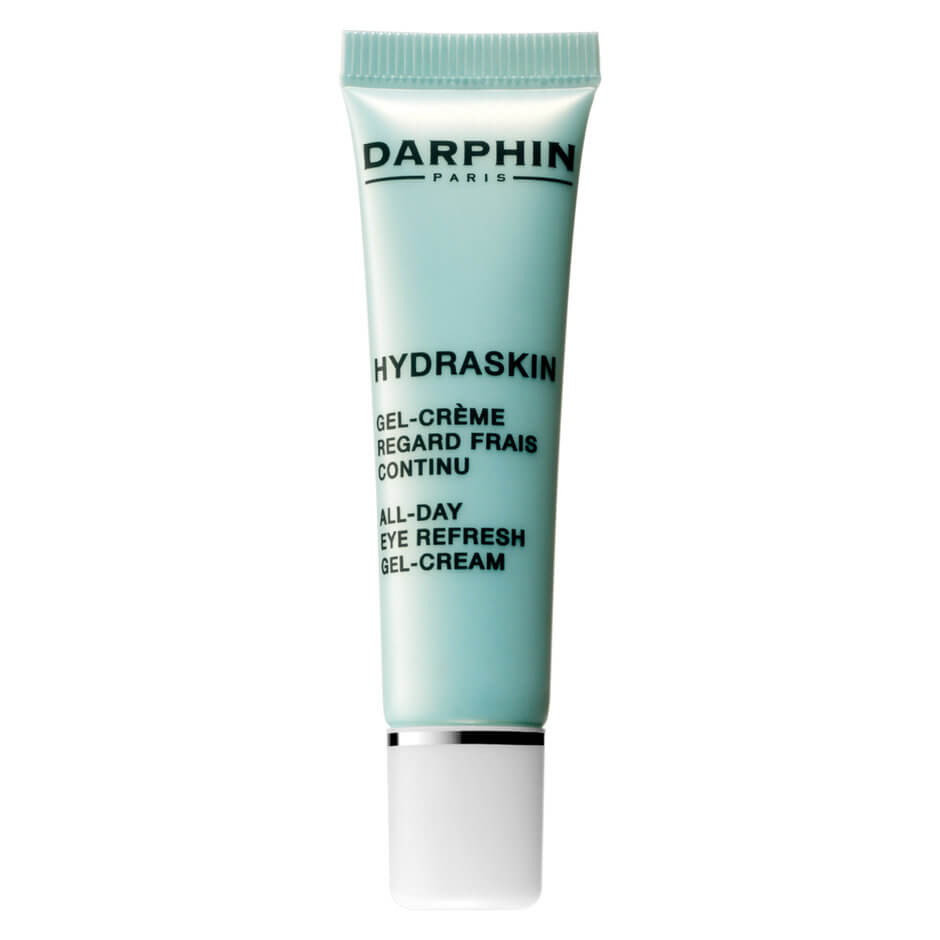 DARPHIN
PARIS
HYDRASKIN
GEL-CRÈME
REGARD FRAIS
CONTINU
ALL-DAY
EYE REFRESH
GEL-CREAM